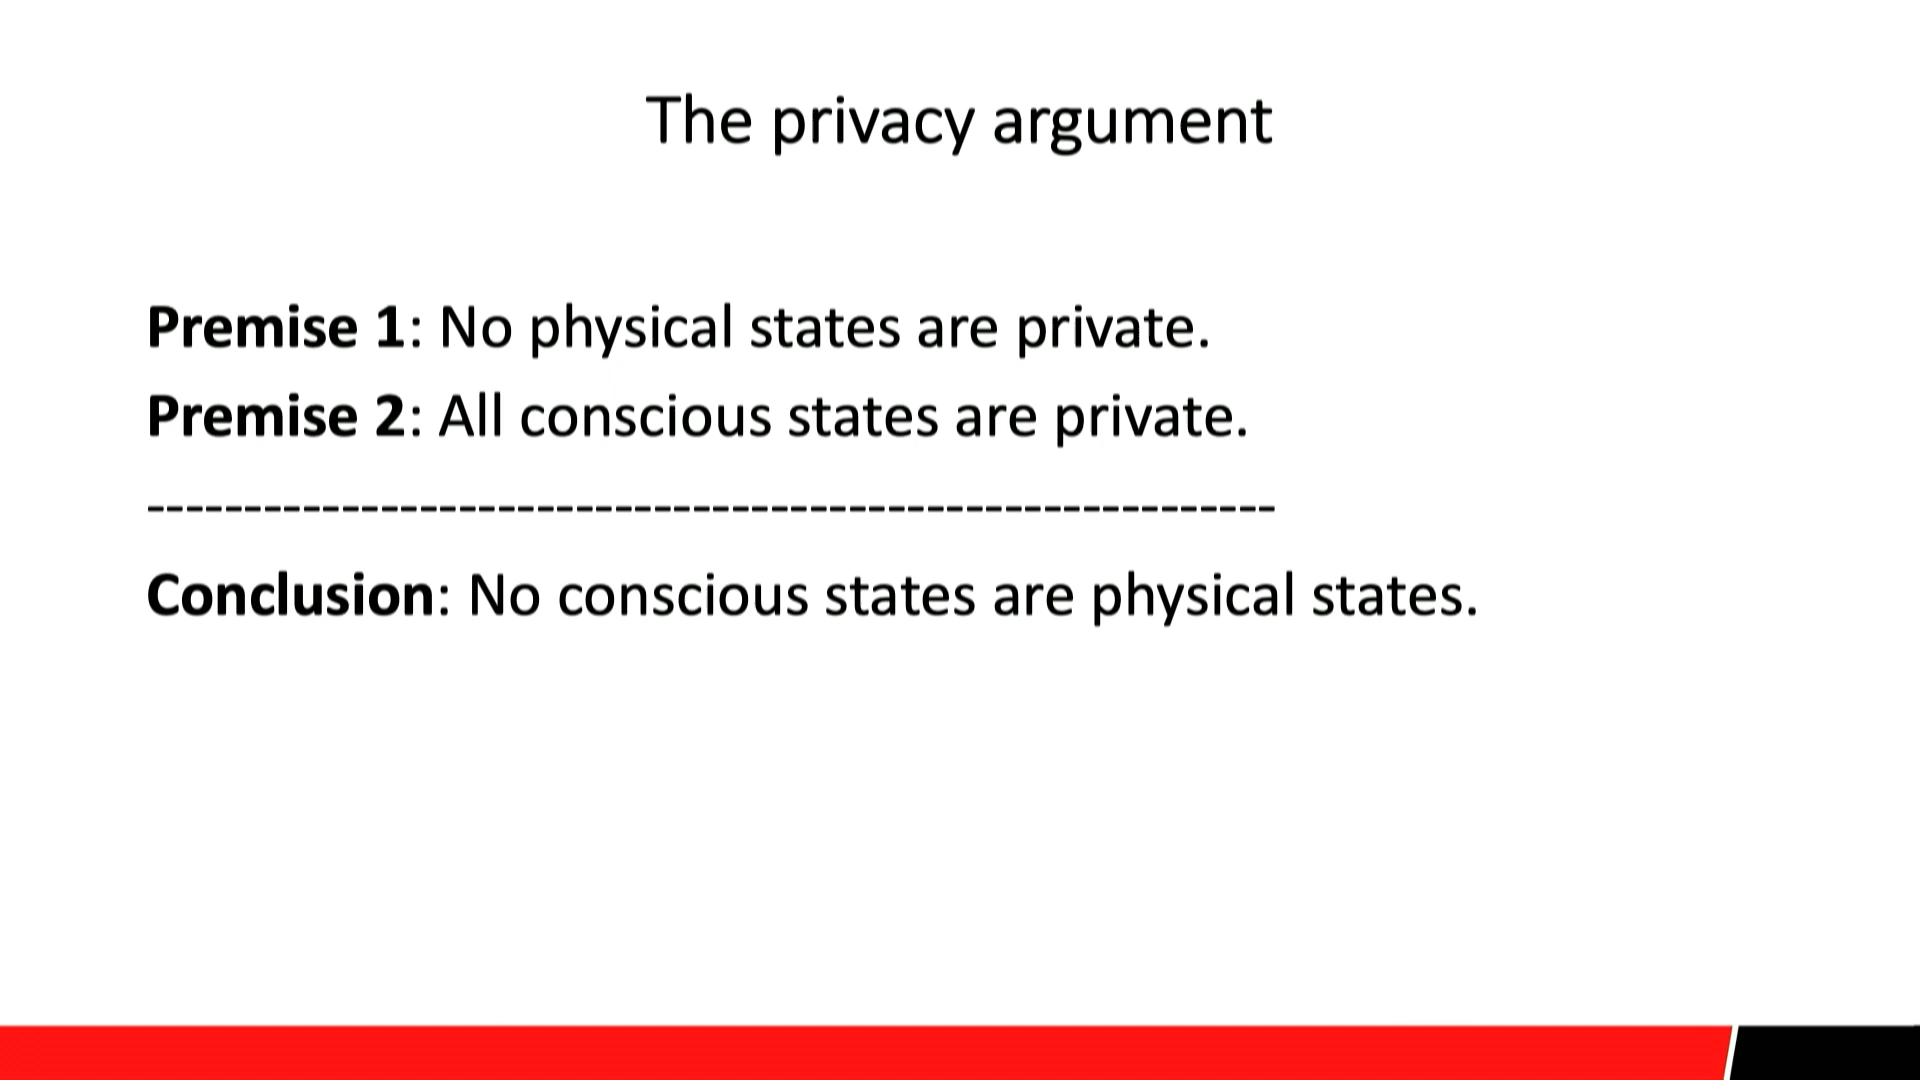 The privacy argument
Premise 1: No physical states are private.
Premise 2: All conscious states are private.
----------------------------------------------------------
Conclusion: No conscious states are physical states.